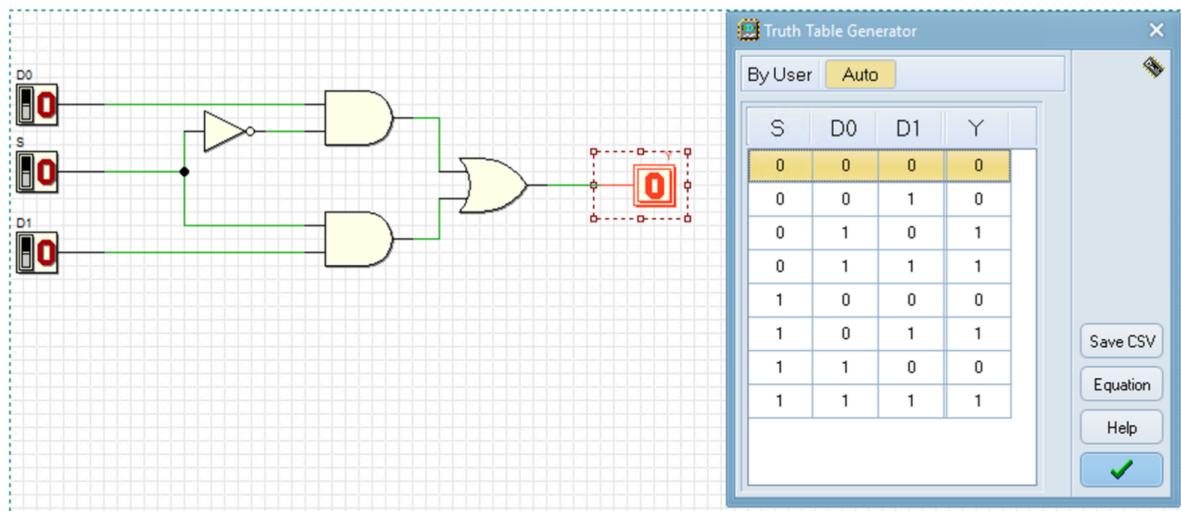 D0
0
S
0
D1
0
Y
0
Truth Table Generator
By User Auto
S D0 D1 Y
0 0 0 0
0 0 1 0
0 1 0 1
0 1 1 1
1 0 0 0
1 0 1 1
1 1 0 0
1 1 1 1
Save CSV
Equation
Help